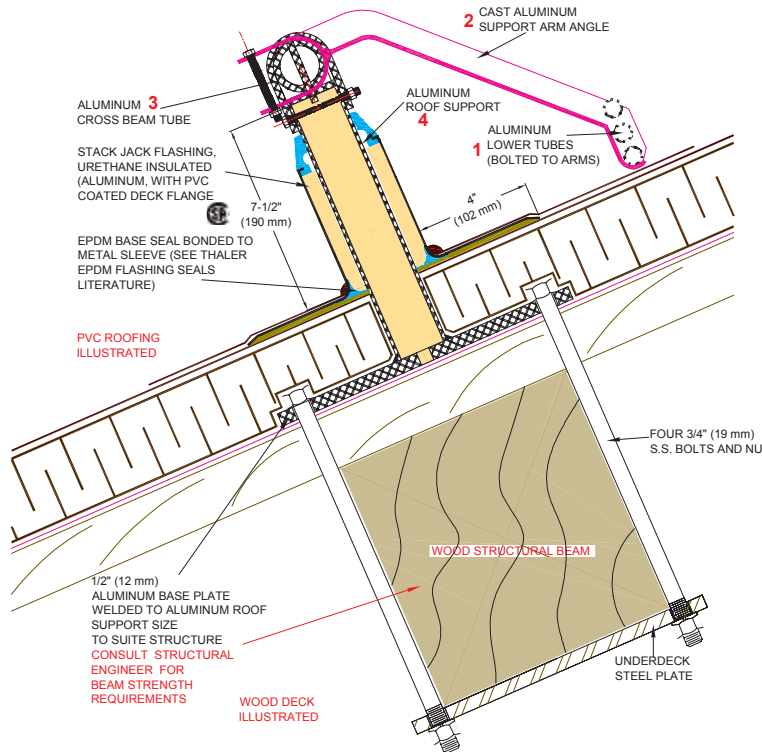 2 CAST ALUMINUM
SUPPORT ARM ANGLE
ALUMINUM 3
CROSS BEAM TUBE
ALUMINUM
ROOF SUPPORT
4
ALUMINUM
1 LOWER TUBES
(BOLTED TO ARMS)
STACK JACK FLASHING,
URETHANE INSULATED
(ALUMINUM, WITH PVC
COATED DECK FLANGE
7-1/2"
(190 mm)
4"
(102 mm)
EPDM BASE SEAL BONDED TO
METAL SLEEVE (SEE THALER
EPDM FLASHING SEALS
LITERATURE)
PVC ROOFING
ILLUSTRATED
FOUR 3/4" (19 mm)
S.S. BOLTS AND NU
WOOD STRUCTURAL BEAM
1/2" (12 mm)
ALUMINUM BASE PLATE
WELDED TO ALUMINUM ROOF
SUPPORT SIZE
TO SUITE STRUCTURE
CONSULT STRUCTURAL
ENGINEER FOR
BEAM STRENGTH
REQUIREMENTS
WOOD DECK
ILLUSTRATED
UNDERDECK
STEEL PLATE